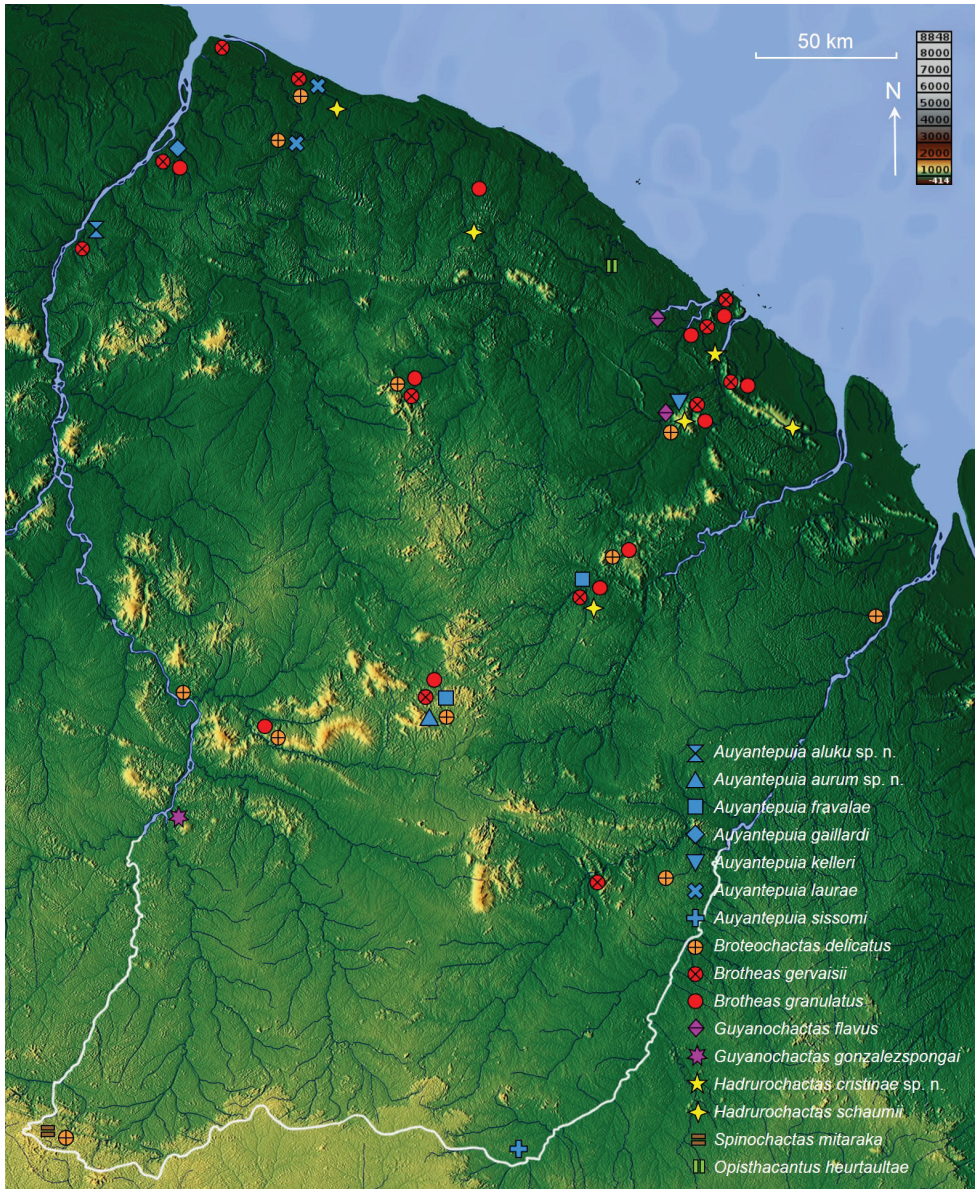 50 km
N
8848
8000
7000
6000
5000
4000
3000
2000
1000
-414
Auyantepuia aluku sp. n.
Auyantepuia aurum sp. n.
Auyantepuia fravalae
Auyantepuia gaillardi
Auyantepuia kelleri
Auyantepuia laurae
Auyantepuia sissomi
Broteochactas delicatus
Brotheas gervaisii
Brotheas granulatus
Guyanochactas flavus
Guyanochactas gonzalezspongai
Hadrurochactas cristinae sp. n.
Hadrurochactas schaumii
Spinochactas mitaraka
Opisthacantus heurtaultae